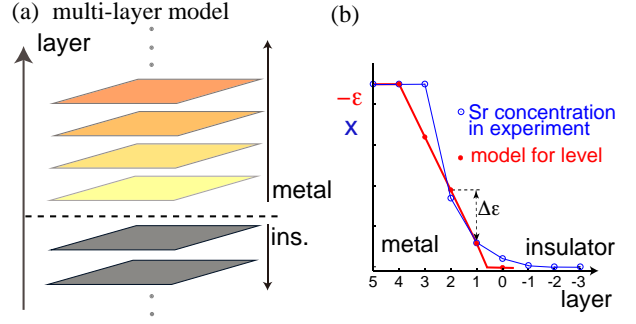 (a) multi-layer model
layer
metal
ins.
(b)
-ε
x
Sr concentration
in experiment
model for level
Δε
metal
insulator
5 4 3 2 1 0 -1 -2 -3
layer